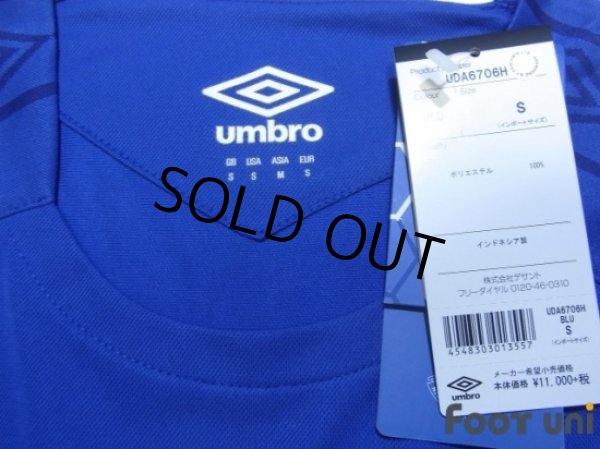 umbro
GB USA ASIA EUR
S S M S
SOLD OUT
UDA6706H
Colour Size
S
(インポートサイズ)
ポリエステル 100%
インドネシア製
株式会社デサント
フリーダイヤル 0120-46-0310
UDA6706H
BLU
S
(インポートサイズ)
4548303013557
メーカー希望小売価格
本体価格 ¥11,000+税
umbro
Foot uni